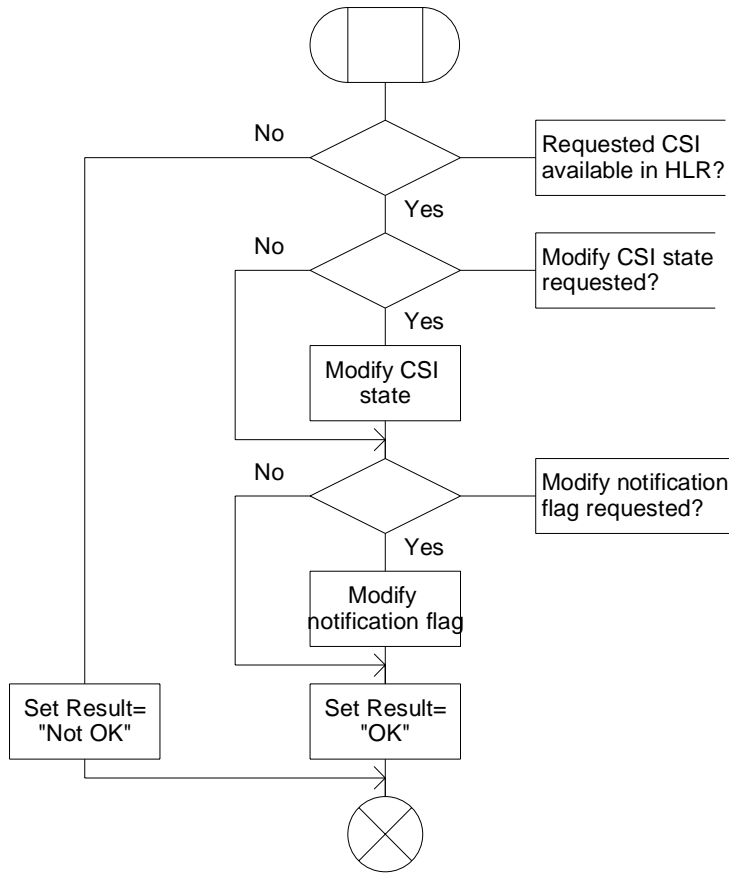 No
Requested CSI
available in HLR?
Yes
No
Modify CSI state
requested?
Yes
Modify CSI
state
No
Modify notification
flag requested?
Yes
Modify
notification flag
Set Result=
"Not OK"
Set Result=
"OK"